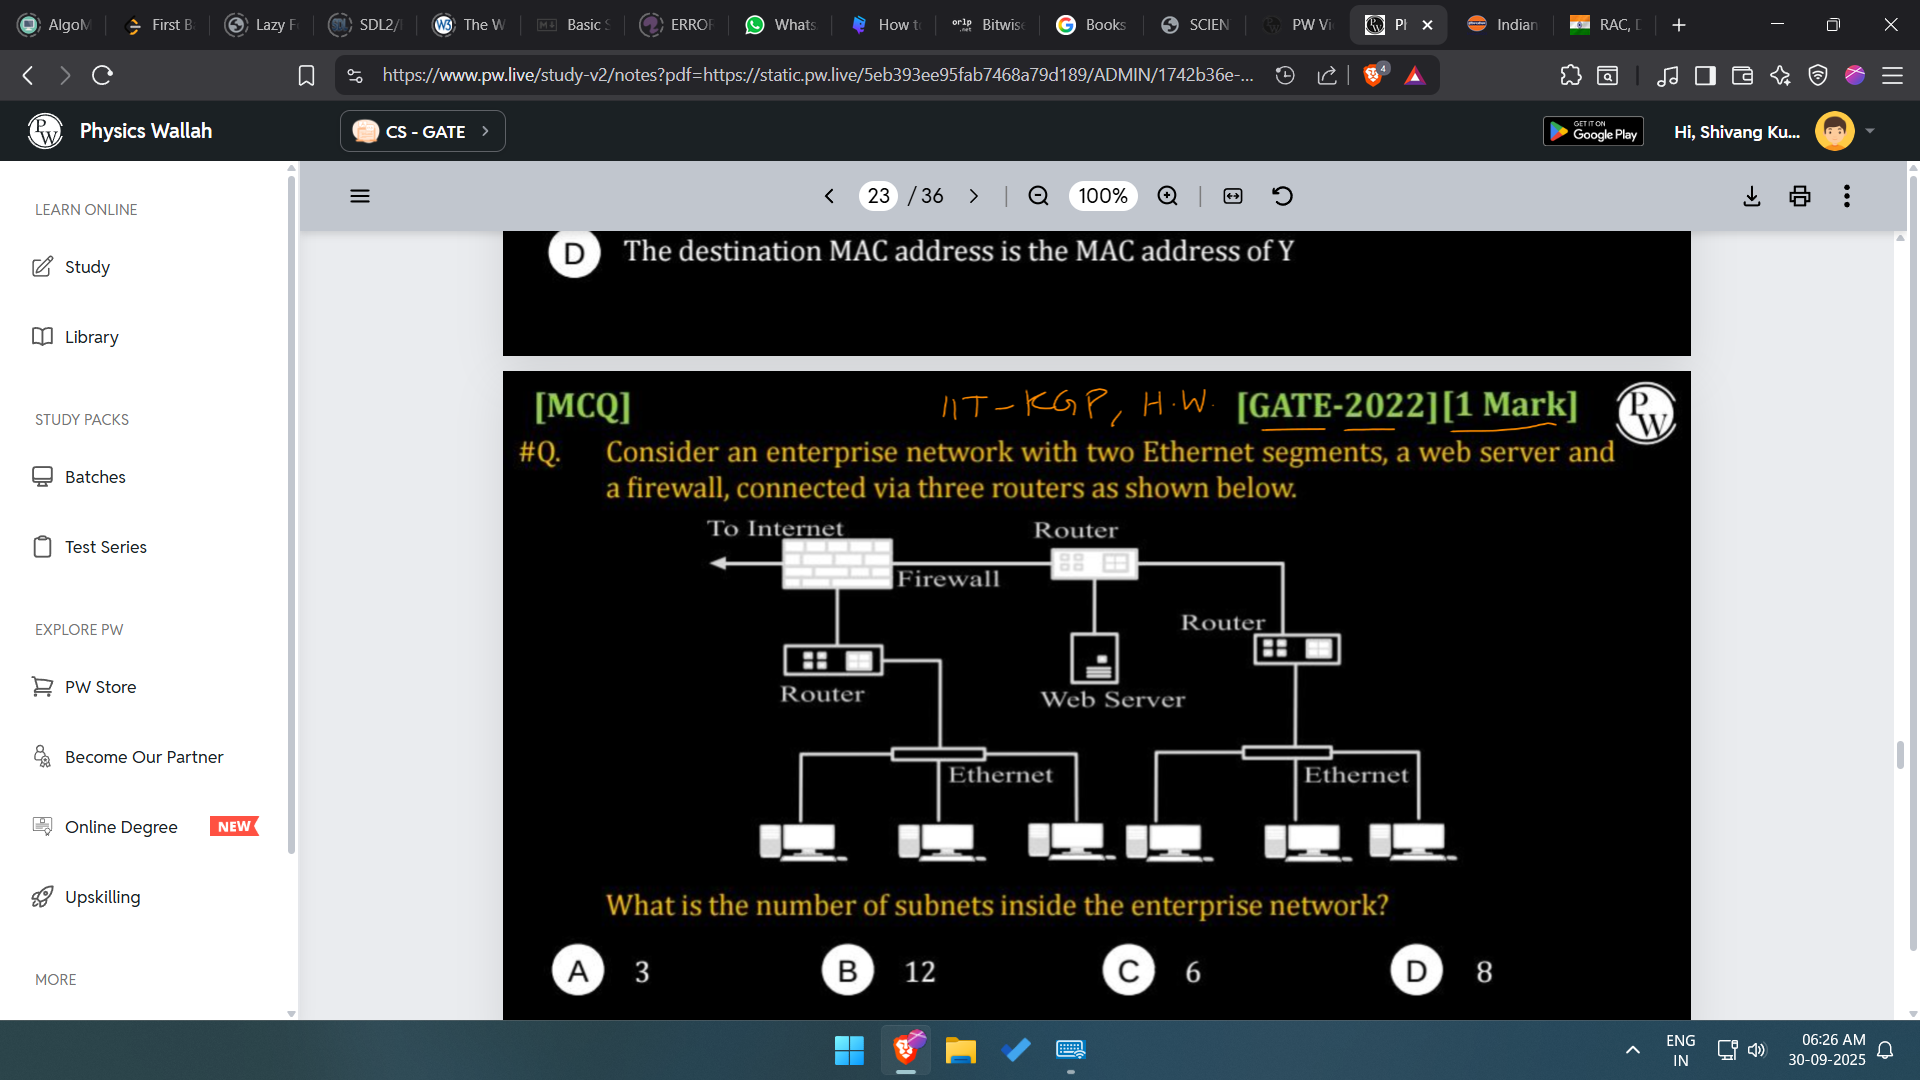 AlgoM
First B
Lazy F
SDL2/
The W
Basic S
ERROR
Whats
How t
Bitwise
Books
SCIEN
PW Vi
Indian
RAC,
https://www.pw.live/study-v2/notes?pdf=https://static.pw.live/5eb393ee95fab7468a79d189/ADMIN/1742b36e-...
4
Physics Wallah
CS - GATE
GET IT ON
Google Play
Hi, Shivang Ku...
LEARN ONLINE
Study
Library
STUDY PACKS
Batches
Test Series
EXPLORE PW
PW Store
Become Our Partner
Online Degree NEW
Upskilling
MORE
23 / 36
100%
D The destination MAC address is the MAC address of Y
[MCQ] IIT-KGP, H.W. [GATE-2022][1 Mark]
PW
#Q. Consider an enterprise network with two Ethernet segments, a web server and
a firewall, connected via three routers as shown below.
To Internet
Router
Firewall
Router
Router
Web Server
Ethernet
Ethernet
What is the number of subnets inside the enterprise network?
A 3 B 12 C 6 D 8
ENG
IN
06:26 AM
30-09-2025